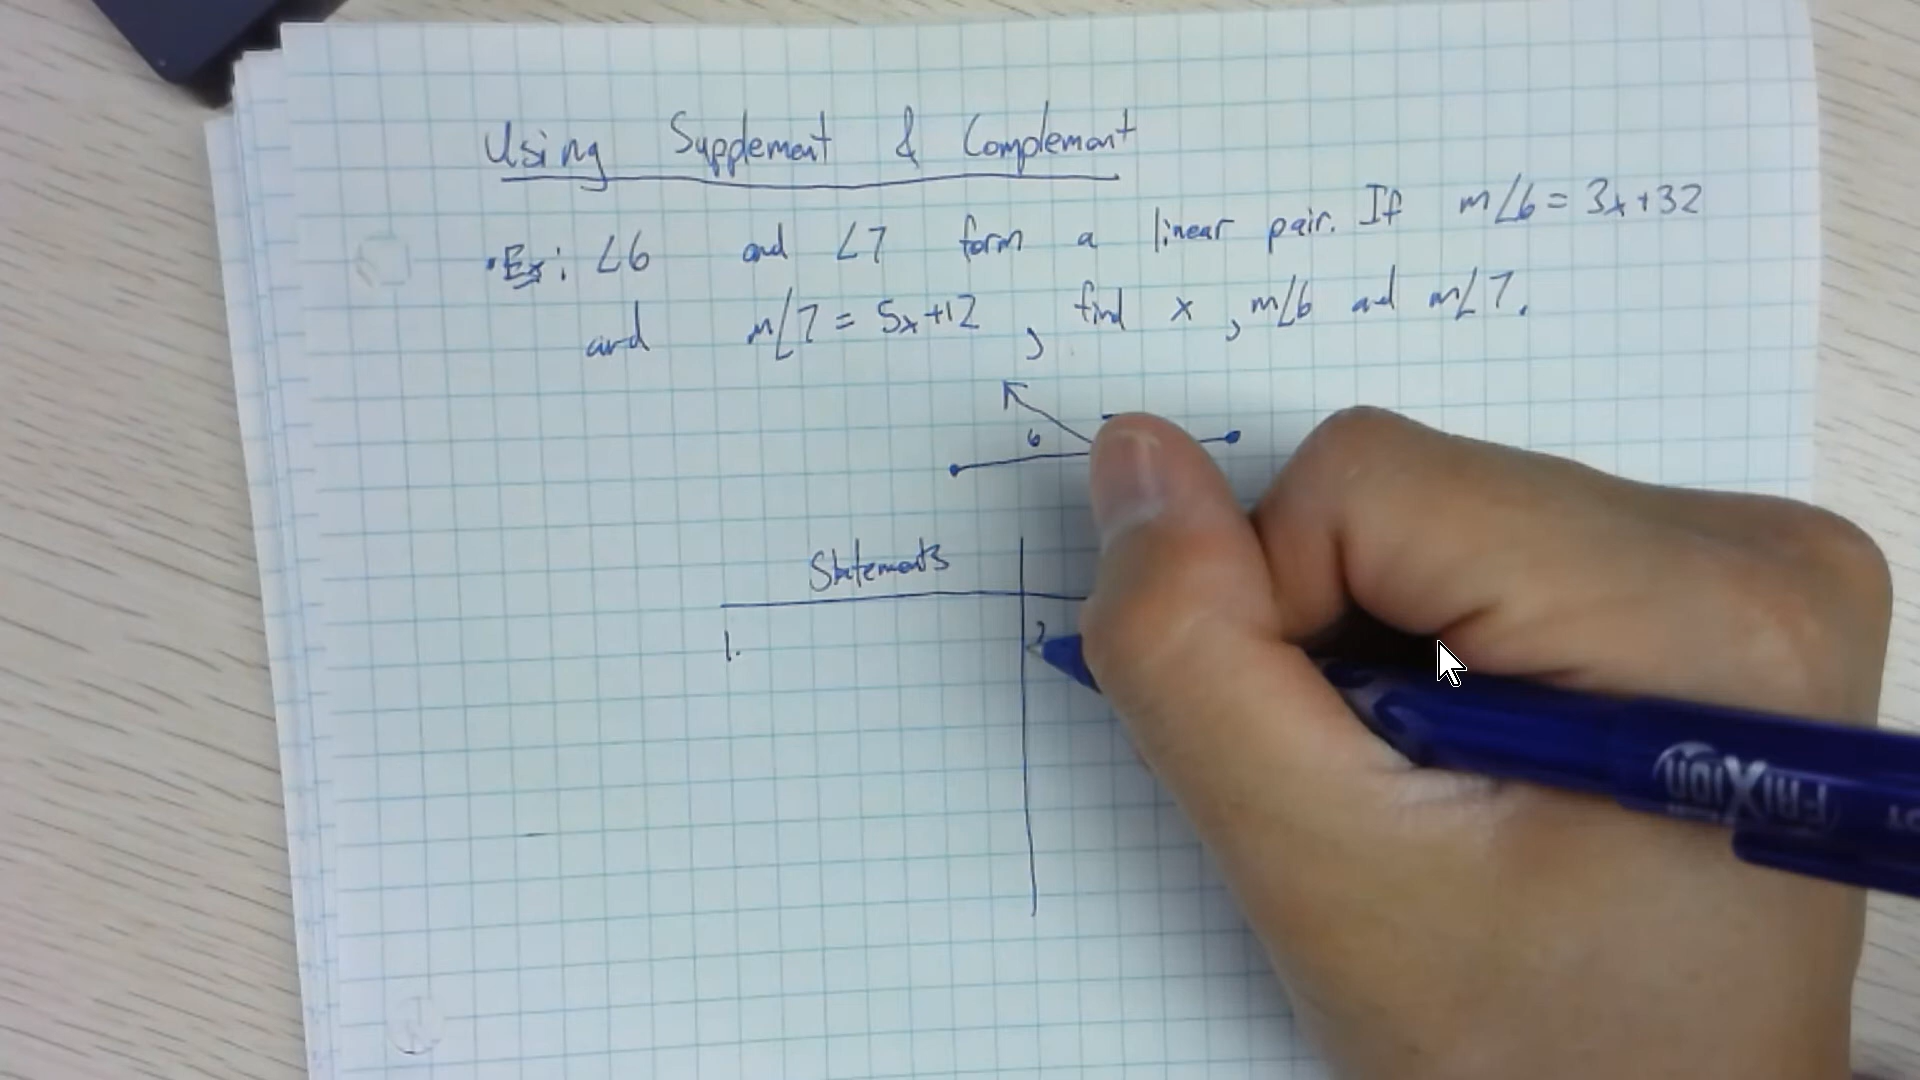 Using Supplement & Complement
•Ex: ∠6 and ∠7 form a linear pair. If m∠6 = 3x+32
and m∠7 = 5x+12, find x, m∠6 and m∠7.
6
Statements
1.
FRIXION